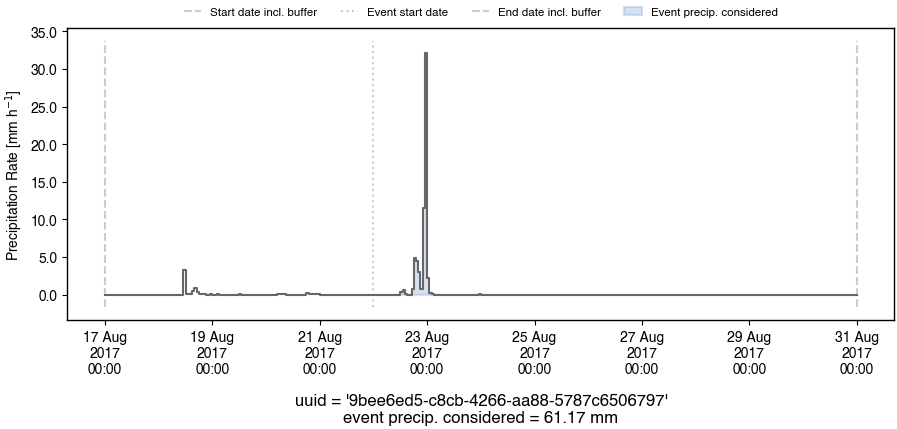 Start date incl. buffer Event start date End date incl. buffer Event precip. considered
Precipitation Rate [mm h⁻¹]
35.0
30.0
25.0
20.0
15.0
10.0
5.0
0.0
17 Aug 19 Aug 21 Aug 23 Aug 25 Aug 27 Aug 29 Aug 31 Aug
2017 2017 2017 2017 2017 2017 2017 2017
00:00 00:00 00:00 00:00 00:00 00:00 00:00 00:00
uuid = '9bee6ed5-c8cb-4266-aa88-5787c6506797'
event precip. considered = 61.17 mm